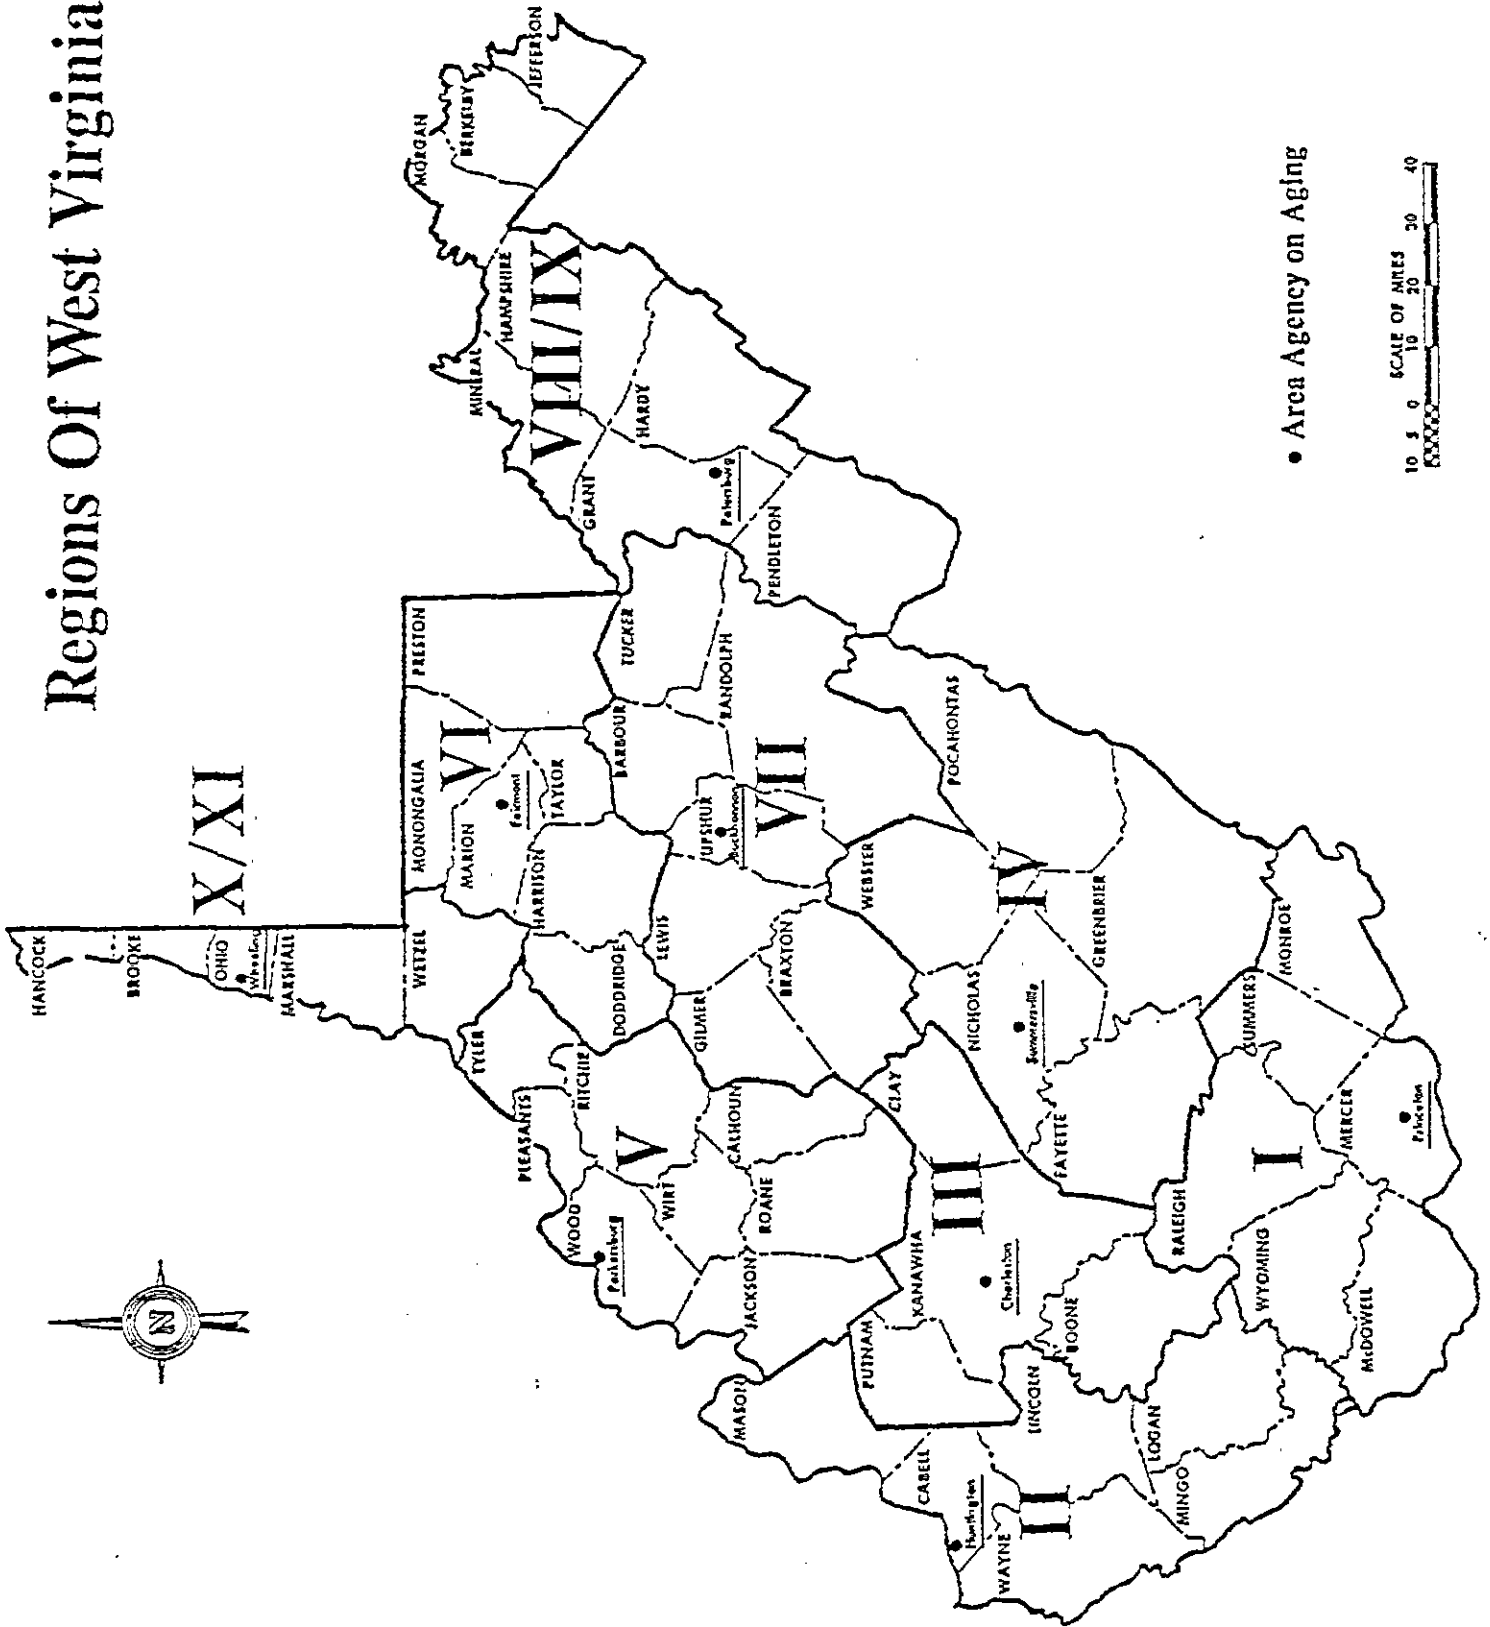 Regions Of West Virginia
X/XI
HANCOCK
BROOKE
OHIO
Wheeling
MARSHALL
WETZEL
MONONGALIA
PRESTON
VI
MARION
Fairmont
TAYLOR
HARRISON
DODDRIDGE
TYLER
PLEASANTS
RITCHIE
WOOD
Parkersburg
V
WIRT
CALHOUN
ROANE
JACKSON
MORGAN
BERKELEY
JEFFERSON
HAMPSHIRE
MINERAL
VIII/IX
HARDY
GRANT
Petersburg
PENDLETON
TUCKER
RANDOLPH
BARBOUR
UPSHUR
Buckhannon
VII
LEWIS
GILMER
BRAXTON
WEBSTER
POCAHONTAS
IV
GREENBRIER
NICHOLAS
Summersville
CLAY
FAYETTE
III
KANAWHA
Charleston
PUTNAM
BOONE
MASON
CABELL
Huntington
WAYNE
II
LINCOLN
LOGAN
MINGO
MONROE
SUMMERS
I
MERCER
Princeton
RALEIGH
WYOMING
McDOWELL
N
• Area Agency on Aging
SCALE OF MILES
10 5 0 10 20 30 40